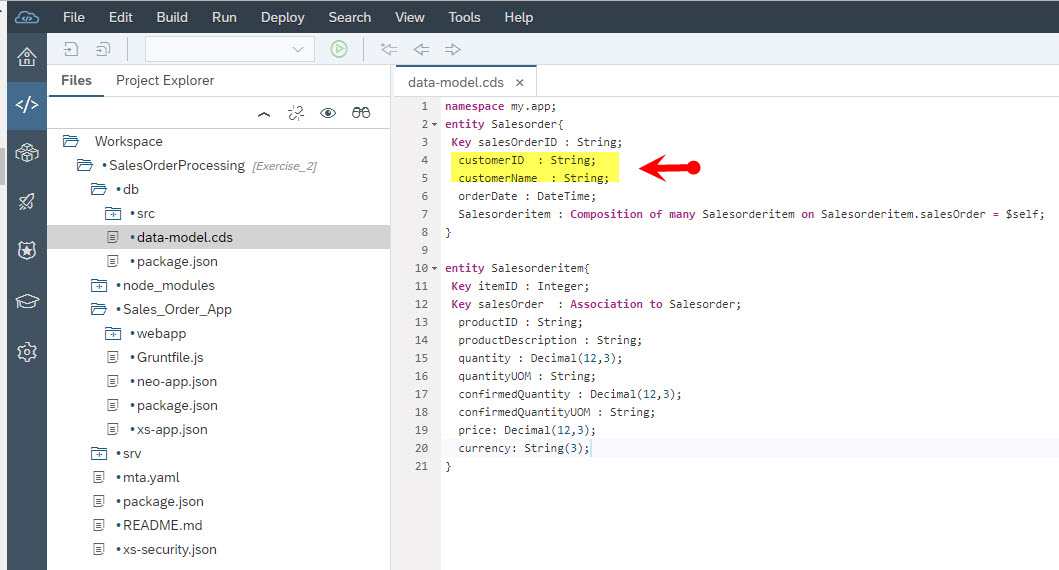 File Edit Build Run Deploy Search View Tools Help
Files Project Explorer
Workspace
•SalesOrderProcessing [Exercise_2]
•db
•src
•data-model.cds
•package.json
•node_modules
•Sales_Order_App
•webapp
•Gruntfile.js
•neo-app.json
•package.json
•xs-app.json
•srv
•mta.yaml
•package.json
•README.md
•xs-security.json
data-model.cds ×
1 namespace my.app;
2 entity Salesorder{
3 Key salesOrderID : String;
4 customerID : String;
5 customerName : String;
6 orderDate : DateTime;
7 Salesorderitem : Composition of many Salesorderitem on Salesorderitem.salesOrder = $self;
8 }
9
10 entity Salesorderitem{
11 Key itemID : Integer;
12 Key salesOrder : Association to Salesorder;
13 productID : String;
14 productDescription : String;
15 quantity : Decimal(12,3);
16 quantityUOM : String;
17 confirmedQuantity : Decimal(12,3);
18 confirmedQuantityUOM : String;
19 price: Decimal(12,3);
20 currency: String(3);
21 }